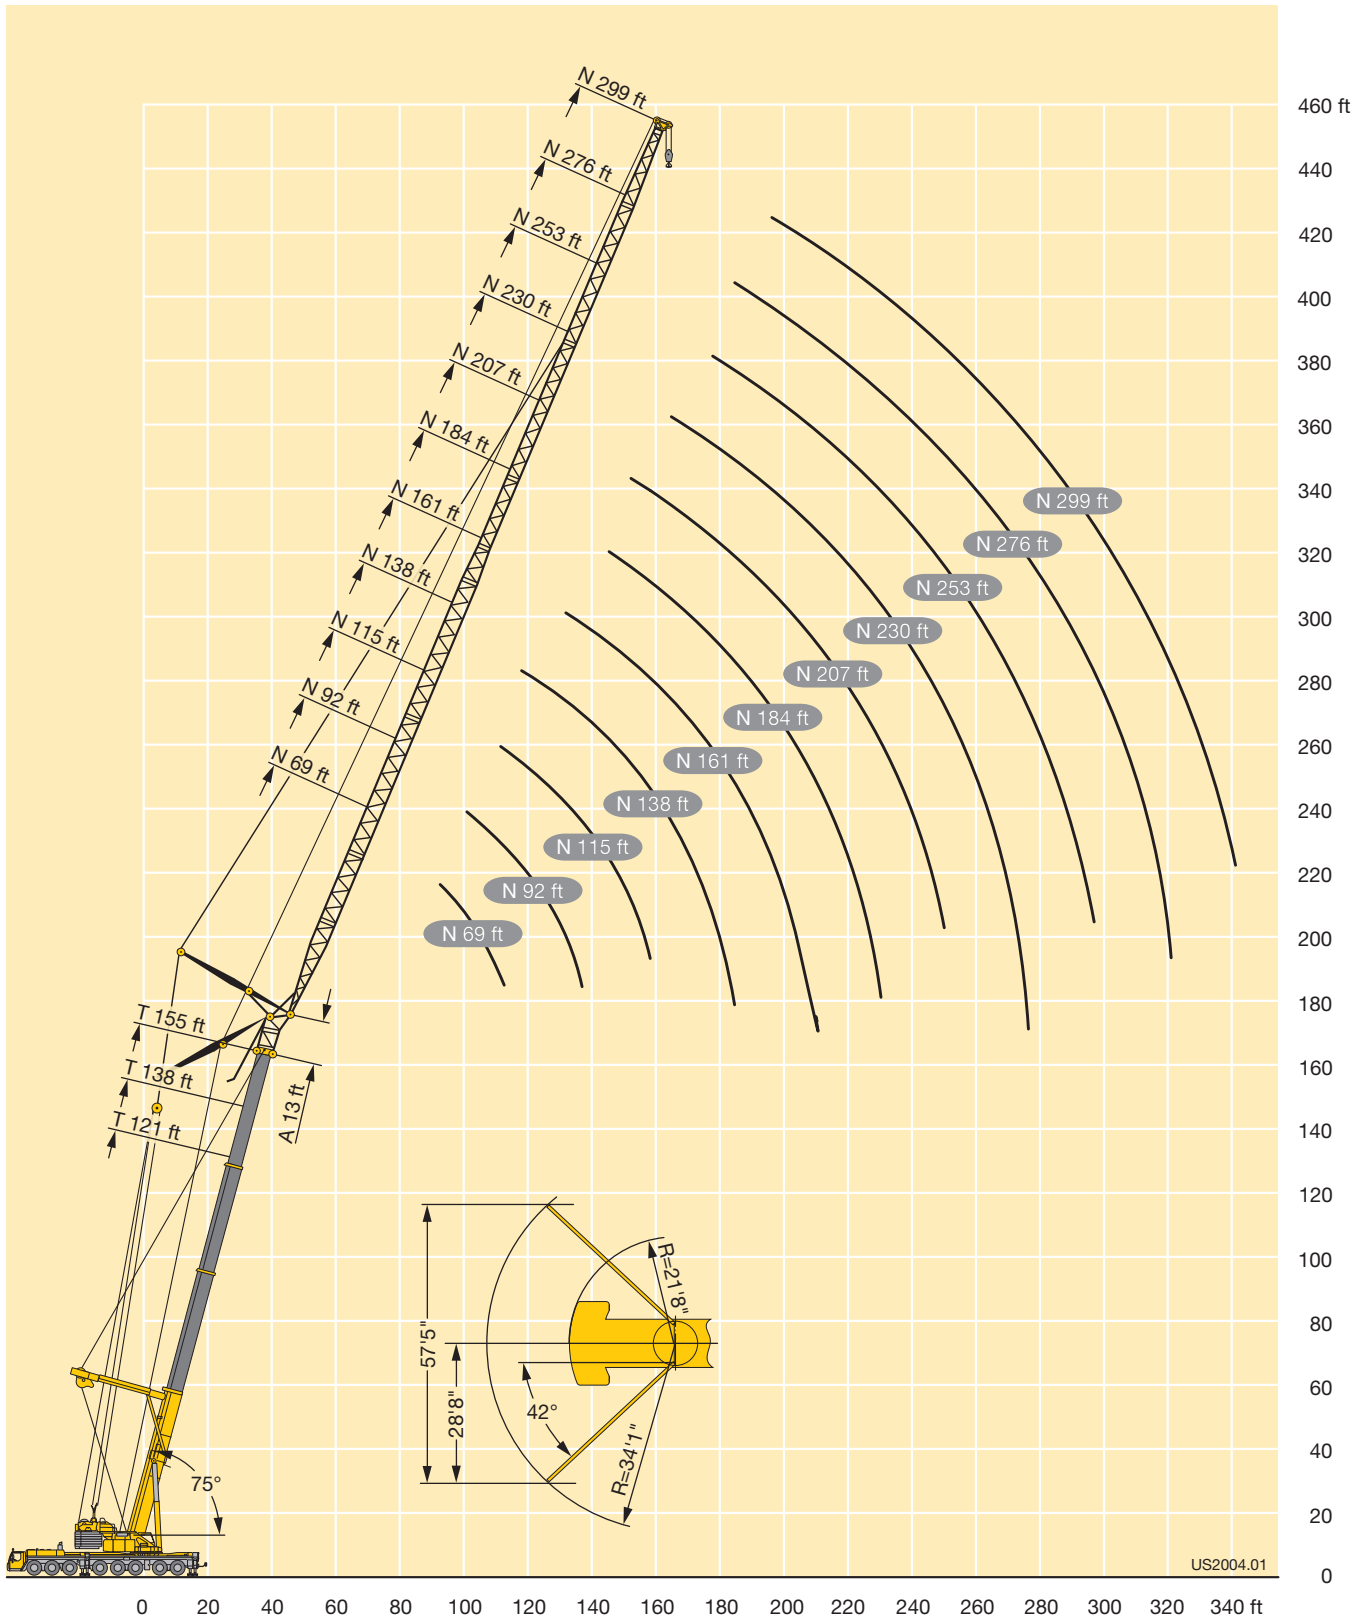 N 299 ft
460 ft
N 276 ft
440
N 253 ft
420
N 230 ft
400
N 207 ft
380
N 184 ft
360
N 161 ft
340
N 299 ft
N 138 ft
320
N 276 ft
N 115 ft
300
N 253 ft
N 92 ft
280
N 230 ft
N 69 ft
260
N 207 ft
240
N 184 ft
220
N 161 ft
200
N 138 ft
180
N 115 ft
160
N 92 ft
140
N 69 ft
120
T 155 ft
100
T 138 ft
80
T 121 ft
60
A 13 ft
40
R=21'8"
20
57'5"
0
28'8"
42°
R=34'1"
75°
US2004.01
0 20 40 60 80 100 120 140 160 180 200 220 240 260 280 300 320 340 ft